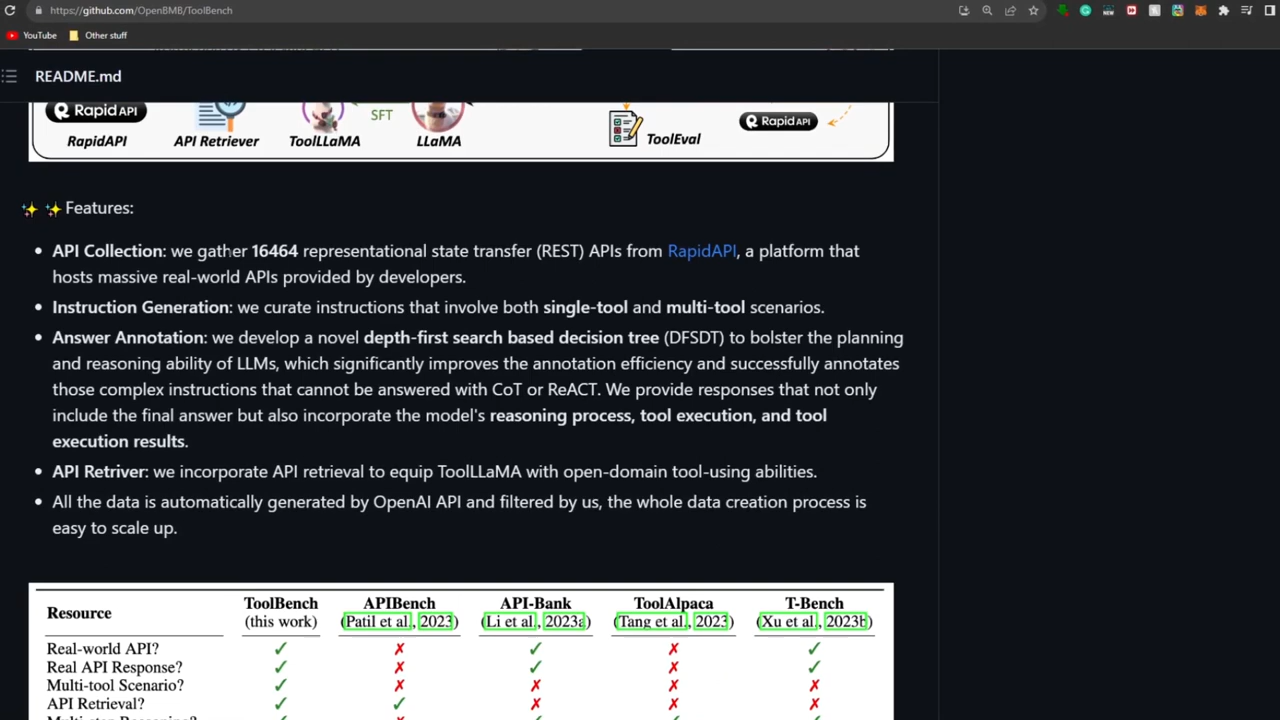 https://github.com/OpenBMB/ToolBench
YouTube Other stuff
README.md
Rapid API Rapid API
SFT
RapidAPI API Retriever ToolLLaMA LLaMA ToolEval
✨ ✨Features:
• API Collection: we gather 16464 representational state transfer (REST) APIs from RapidAPI, a platform that
hosts massive real-world APIs provided by developers.
• Instruction Generation: we curate instructions that involve both single-tool and multi-tool scenarios.
• Answer Annotation: we develop a novel depth-first search based decision tree (DFSDT) to bolster the planning
and reasoning ability of LLMs, which significantly improves the annotation efficiency and successfully annotates
those complex instructions that cannot be answered with CoT or ReACT. We provide responses that not only
include the final answer but also incorporate the model's reasoning process, tool execution, and tool
execution results.
• API Retriver: we incorporate API retrieval to equip ToolLLaMA with open-domain tool-using abilities.
• All the data is automatically generated by OpenAI API and filtered by us, the whole data creation process is
easy to scale up.
Resource ToolBench APIBench API-Bank ToolAlpaca T-Bench
(this work) (Patil et al., 2023) (Li et al., 2023a) (Tang et al., 2023) (Xu et al., 2023b)
Real-world API? ✓ ✗ ✓ ✗ ✓
Real API Response? ✓ ✗ ✓ ✗ ✓
Multi-tool Scenario? ✓ ✗ ✗ ✗ ✗
API Retrieval? ✓ ✓ ✗ ✗ ✗